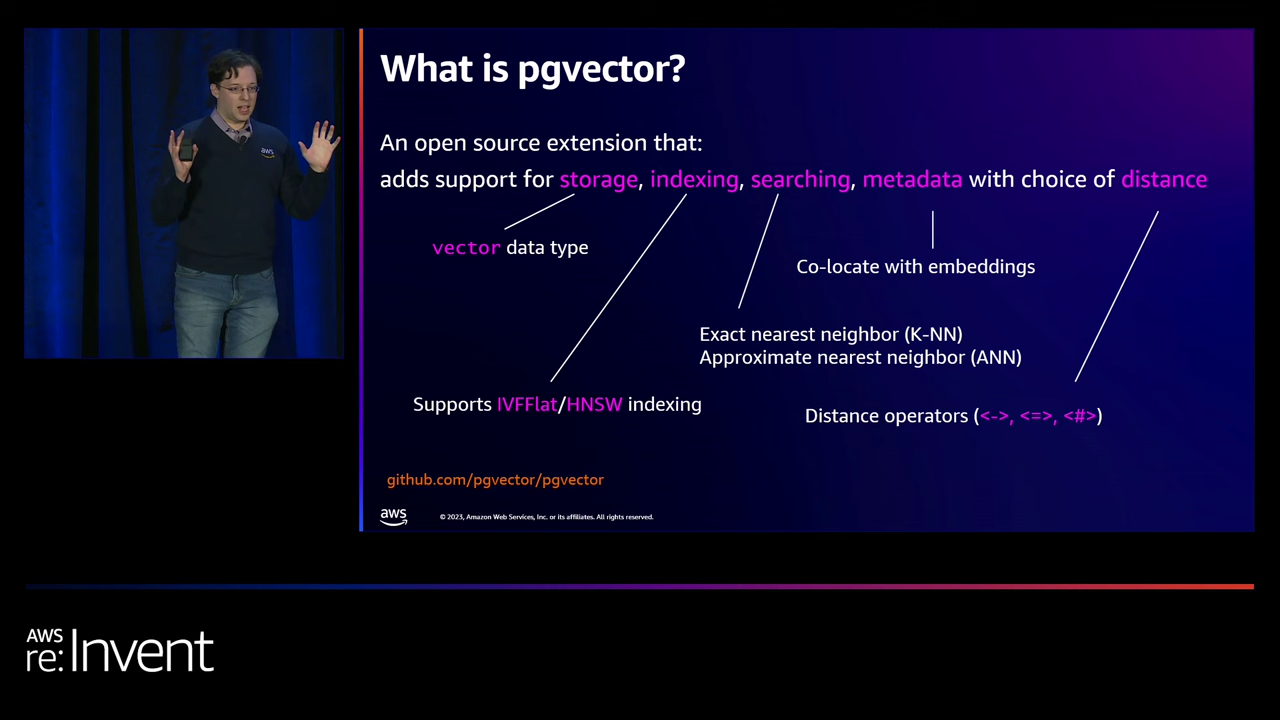 What is pgvector?
An open source extension that:
adds support for storage, indexing, searching, metadata with choice of distance
vector data type
Co-locate with embeddings
Exact nearest neighbor (K-NN)
Approximate nearest neighbor (ANN)
Supports IVFFlat/HNSW indexing
Distance operators (<->, <=>, <#>)
github.com/pgvector/pgvector
aws
© 2023, Amazon Web Services, Inc. or its affiliates. All rights reserved.
aws
AWS
re:Invent